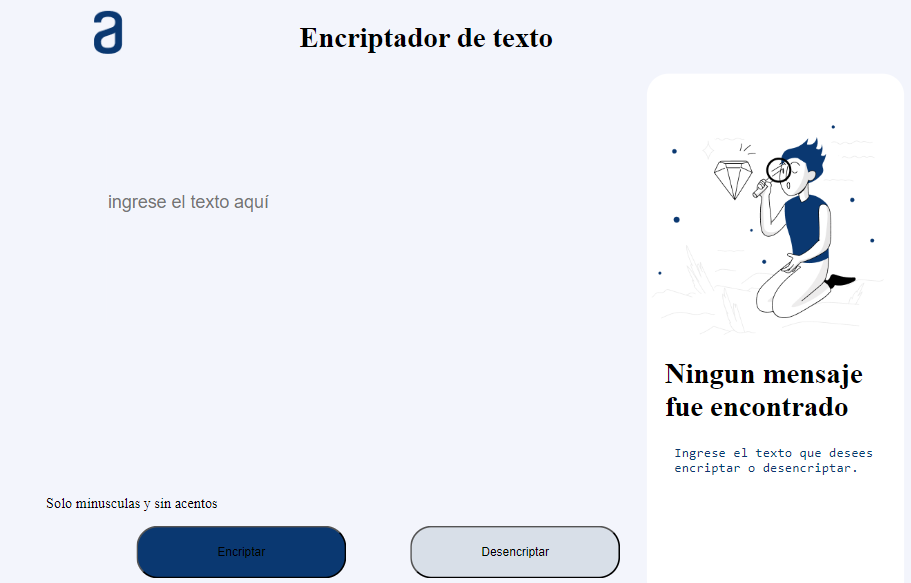 a
Encriptador de texto
ingrese el texto aquí
Solo minusculas y sin acentos
Encriptar
Desencriptar
Ningun mensaje
fue encontrado
Ingrese el texto que desees
encriptar o desencriptar.